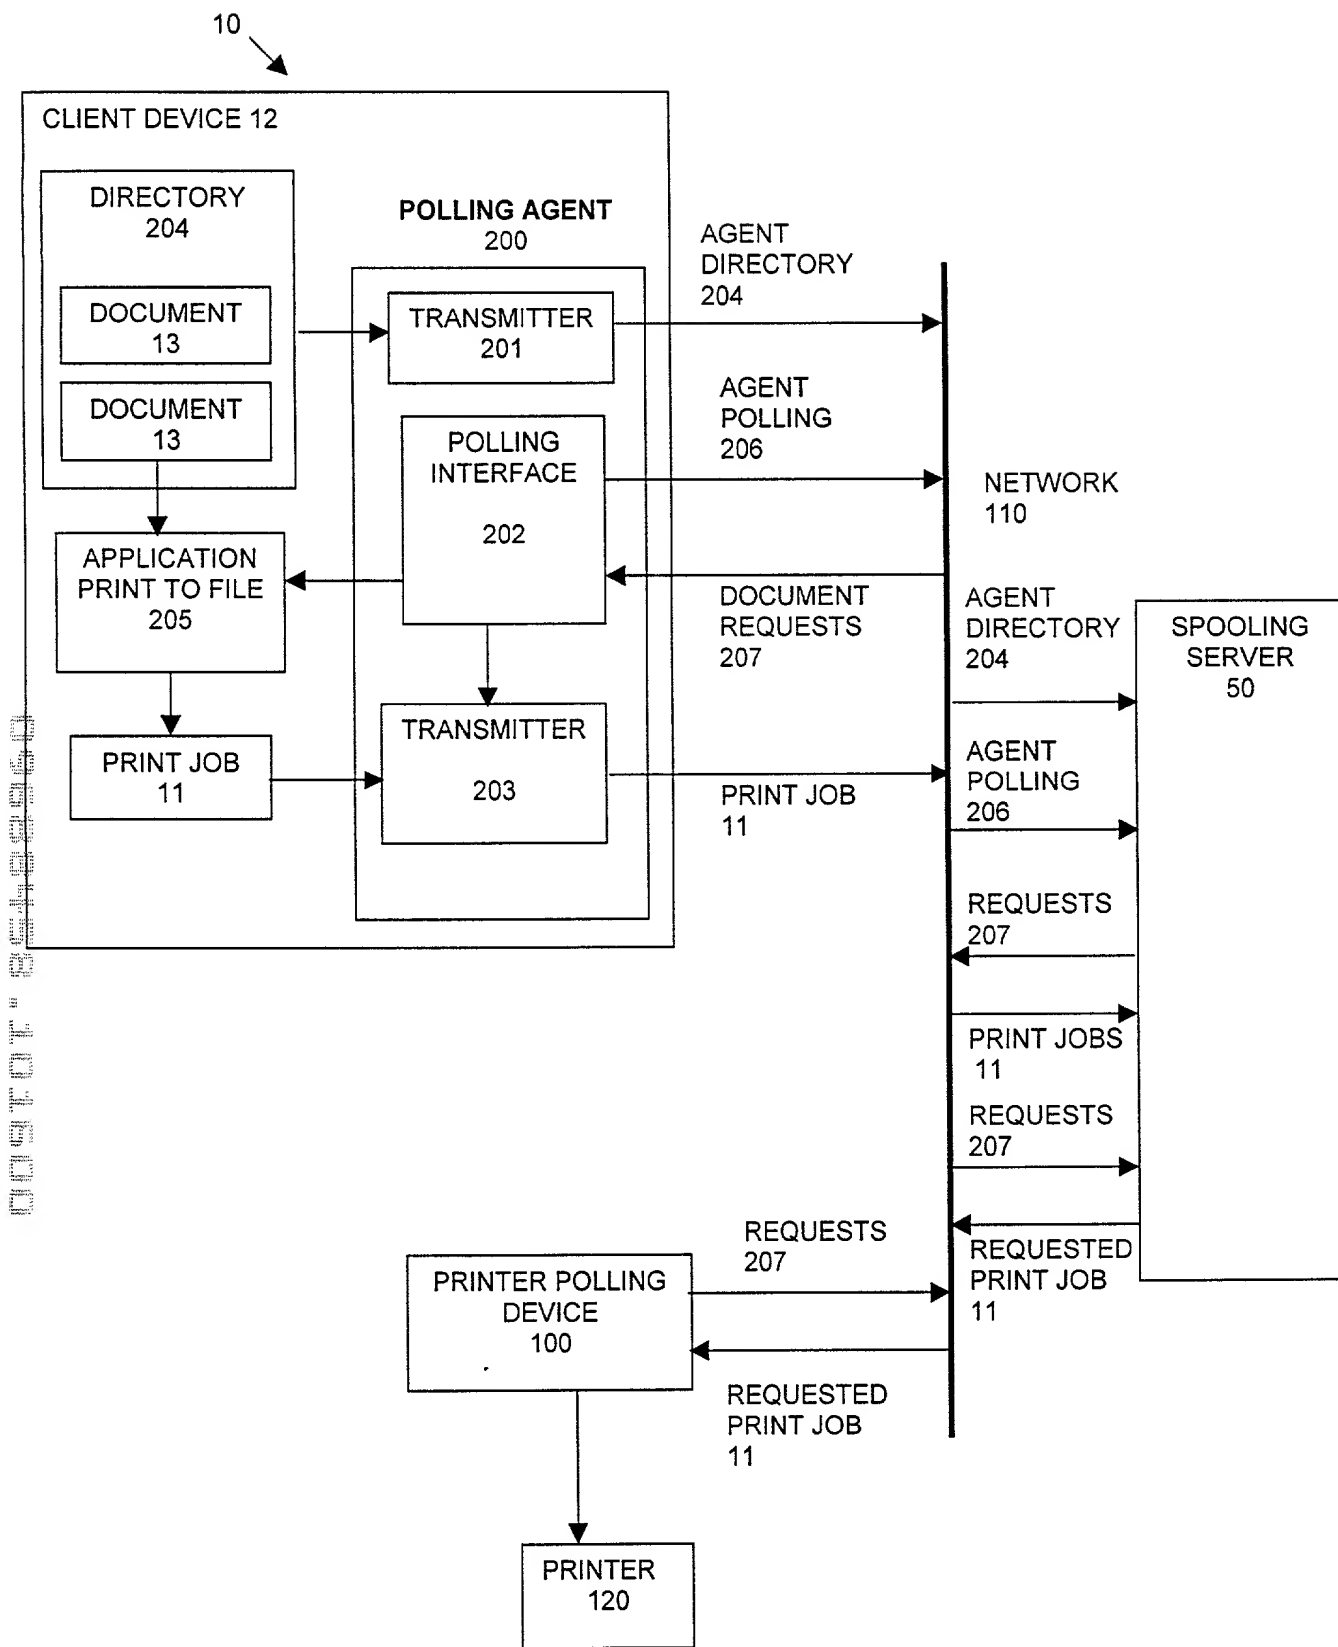 10
CLIENT DEVICE 12
DIRECTORY
204
DOCUMENT
13
DOCUMENT
13
POLLING AGENT
200
TRANSMITTER
201
POLLING
INTERFACE
202
APPLICATION
PRINT TO FILE
205
PRINT JOB
11
TRANSMITTER
203
AGENT
DIRECTORY
204
AGENT
POLLING
206
DOCUMENT
REQUESTS
207
PRINT JOB
11
NETWORK
110
AGENT
DIRECTORY
204
AGENT
POLLING
206
REQUESTS
207
PRINT JOBS
11
REQUESTS
207
REQUESTED
PRINT JOB
11
SPOOLING
SERVER
50
REQUESTS
207
PRINTER POLLING
DEVICE
100
REQUESTED
PRINT JOB
11
PRINTER
120